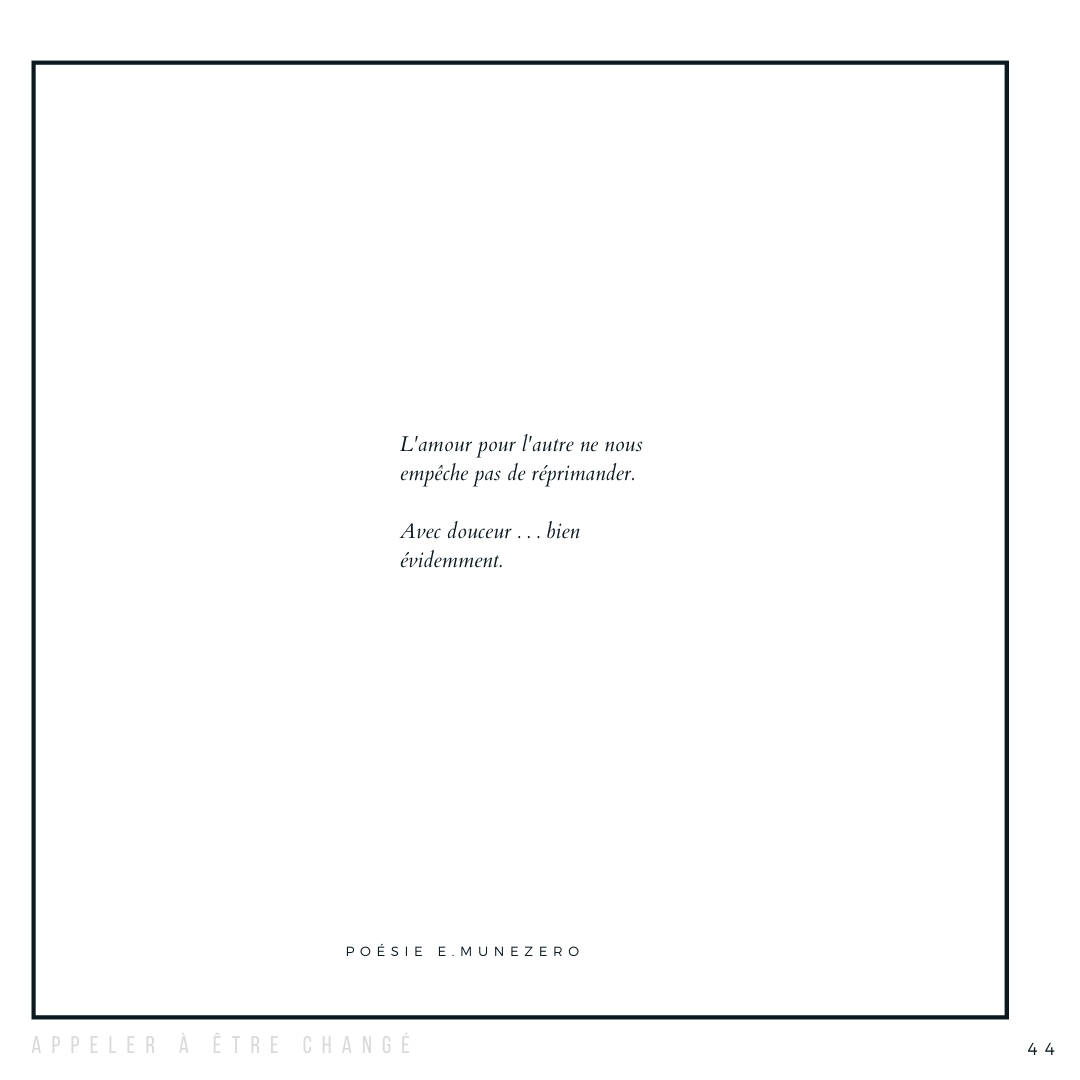 L'amour pour l'autre ne nous
empêche pas de réprimander.
Avec douceur . . . bien
évidemment.
POÉSIE E.MUNEZERO
APPELER À ÊTRE CHANGÉ
44